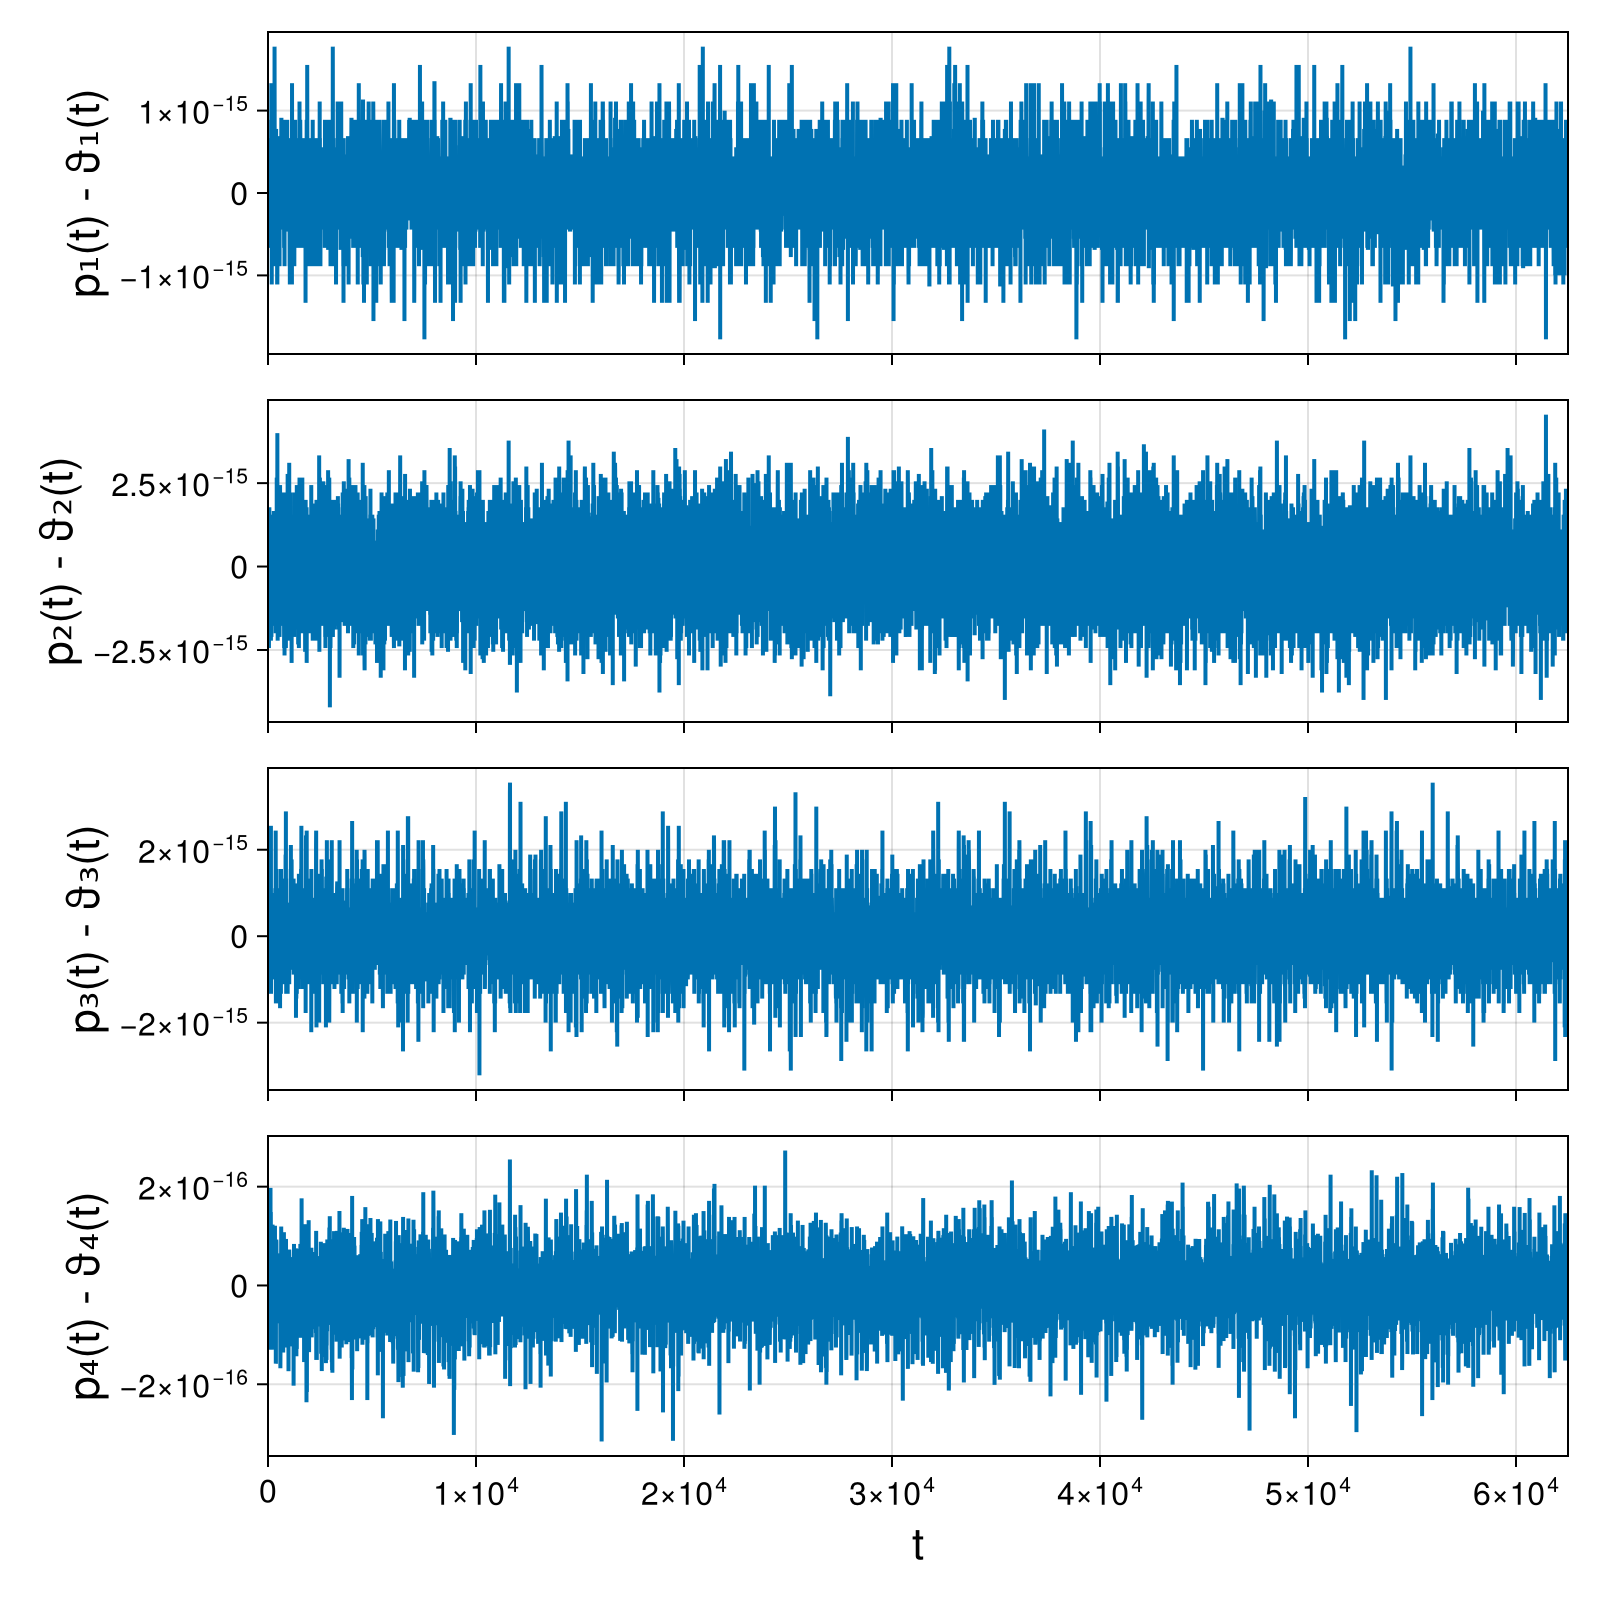 p₁(t) - ϑ₁(t)
1×10⁻¹⁵
0
−1×10⁻¹⁵
p₂(t) - ϑ₂(t)
2.5×10⁻¹⁵
0
−2.5×10⁻¹⁵
p₃(t) - ϑ₃(t)
2×10⁻¹⁵
0
−2×10⁻¹⁵
p₄(t) - ϑ₄(t)
2×10⁻¹⁶
0
−2×10⁻¹⁶
0 1×10⁴ 2×10⁴ 3×10⁴ 4×10⁴ 5×10⁴ 6×10⁴
t